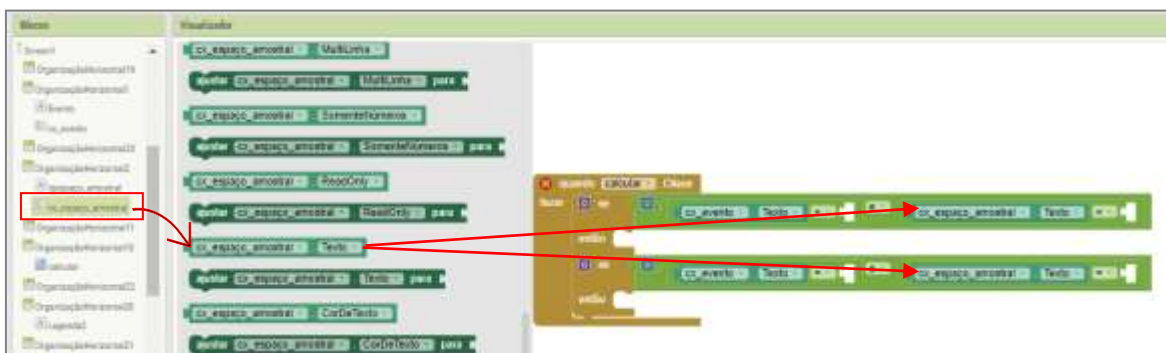 Blocos
Visualizador
Screen1
OrganizaçãoHorizontal19
OrganizaçãoHorizontal1
Evento
cx_evento
OrganizaçãoHorizontal23
OrganizaçãoHorizontal2
cx_espaço_amostral
OrganizaçãoHorizontal11
OrganizaçãoHorizontal10
calcular
OrganizaçãoHorizontal22
OrganizaçãoHorizontal20
Legenda2
OrganizaçãoHorizontal21
cx_espaço_amostral . MultiLinha
ajustar cx_espaço_amostral . MultiLinha para
cx_espaço_amostral . SomenteNúmeros
ajustar cx_espaço_amostral . SomenteNúmeros para
cx_espaço_amostral . ReadOnly
ajustar cx_espaço_amostral . ReadOnly para
cx_espaço_amostral . Texto
ajustar cx_espaço_amostral . Texto para
cx_espaço_amostral . CorDeTexto
ajustar cx_espaço_amostral . CorDeTexto para
quando calcular . Clique
fazer se cx_evento . Texto = e cx_espaço_amostral . Texto =
então
se cx_evento . Texto = cx_espaço_amostral . Texto =
então